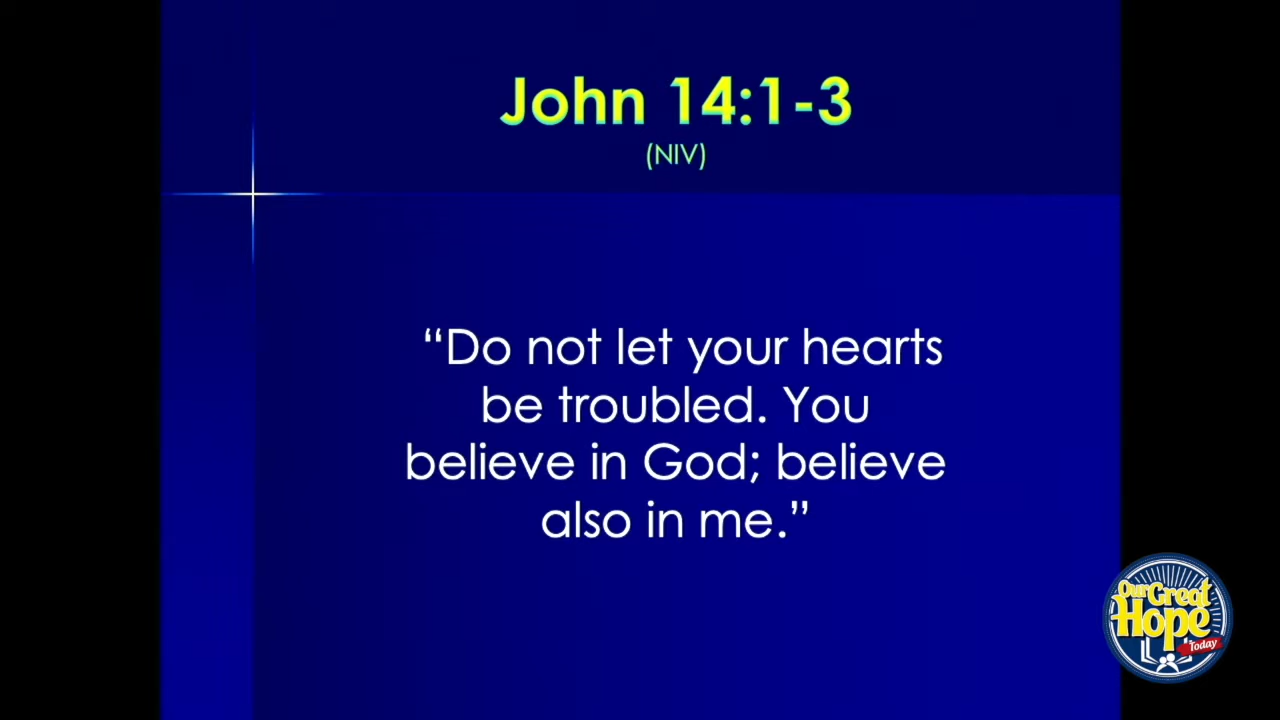 John 14:1-3
(NIV)
“Do not let your hearts
be troubled. You
believe in God; believe
also in me.”
Our Great
Hope
Today